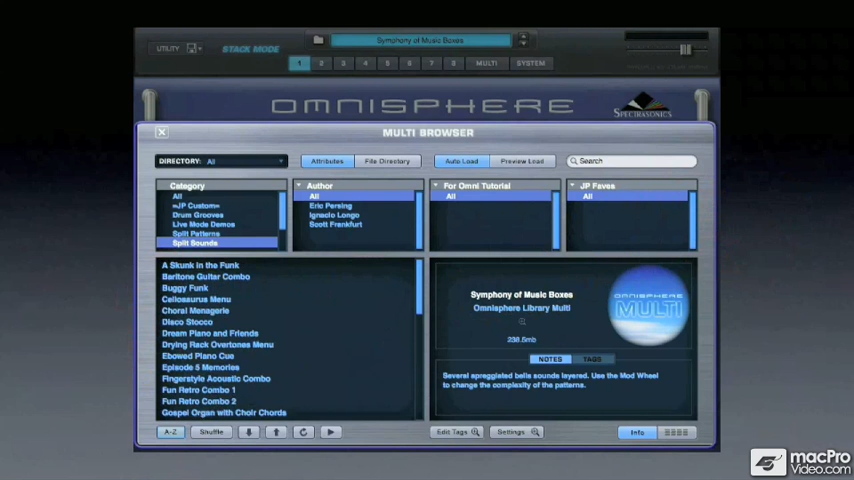 UTILITY
STACK MODE
Symphony of Music Boxes
1 2 3 4 5 6 7 8 MULTI SYSTEM
OMNISPHERE
SPECTRASONICS
X
MULTI BROWSER
DIRECTORY: All
Attributes File Directory
Auto Load Preview Load
Search
Category
All
=JP Custom=
Drum Grooves
Live Mode Demos
Split Patterns
Split Sounds
Author
All
Eric Persing
Ignacio Longo
Scott Frankfurt
For Omni Tutorial
All
JP Faves
All
A Skunk in the Funk
Baritone Guitar Combo
Buggy Funk
Cellosaurus Menu
Choral Menagerie
Disco Stocco
Dream Piano and Friends
Drying Rack Overtones Menu
Ebowed Piano Cue
Episode 5 Memories
Fingerstyle Acoustic Combo
Fun Retro Combo 1
Fun Retro Combo 2
Gospel Organ with Choir Chords
Symphony of Music Boxes
Omnisphere Library Multi
238.5mb
OMNISPHERE
MULTI
NOTES TAGS
Several apreggiated bells sounds layered. Use the Mod Wheel
to change the complexity of the patterns.
A-Z Shuffle
Edit Tags Settings
Info
macPro
Video.com